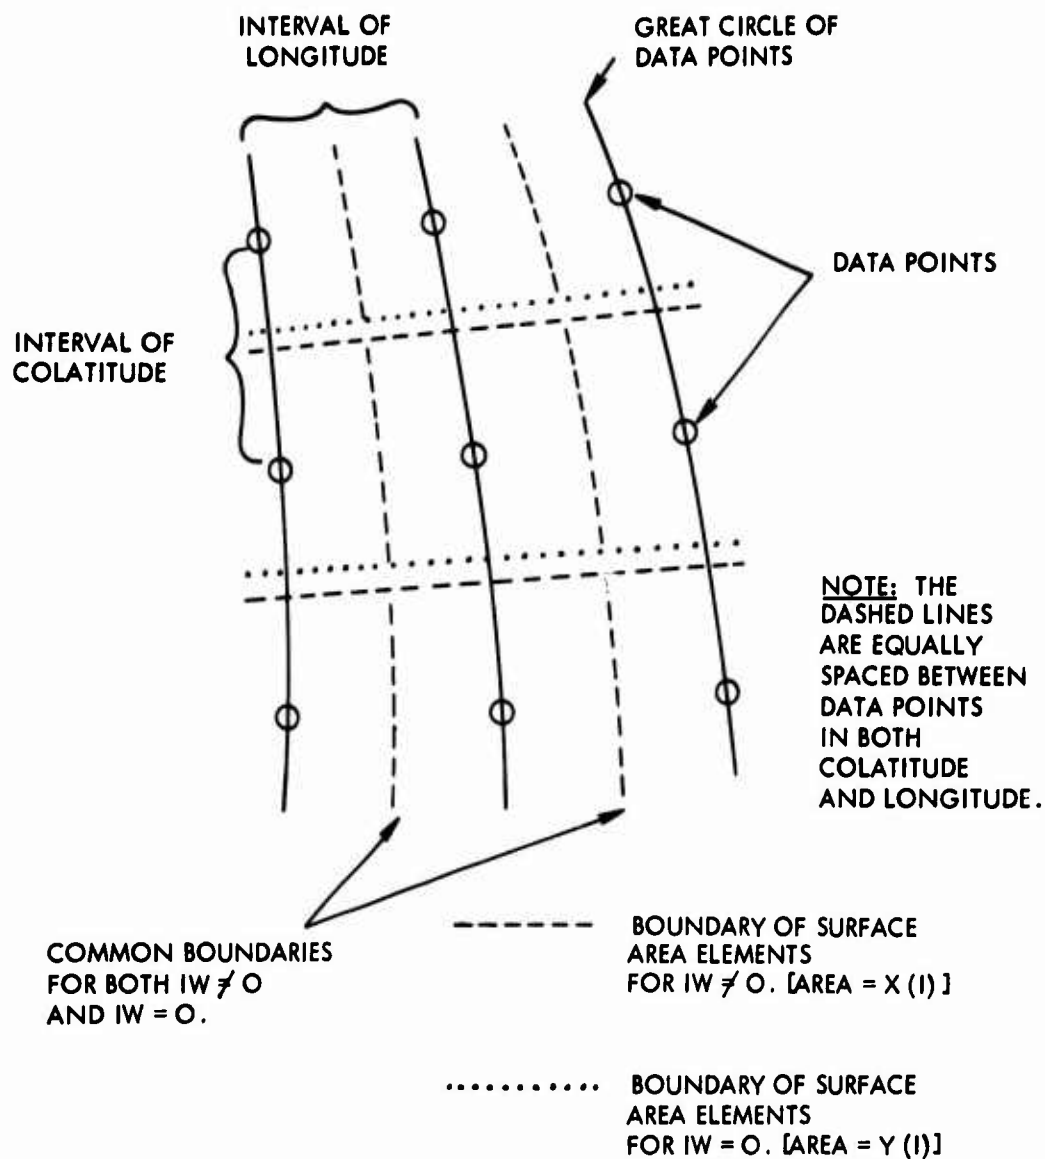 INTERVAL OF
LONGITUDE
GREAT CIRCLE OF
DATA POINTS
DATA POINTS
INTERVAL OF
COLATITUDE
NOTE: THE
DASHED LINES
ARE EQUALLY
SPACED BETWEEN
DATA POINTS
IN BOTH
COLATITUDE
AND LONGITUDE.
COMMON BOUNDARIES
FOR BOTH IW ≠ O
AND IW = O.
BOUNDARY OF SURFACE
AREA ELEMENTS
FOR IW ≠ O. [AREA = X (I) ]
BOUNDARY OF SURFACE
AREA ELEMENTS
FOR IW = O. [AREA = Y (I)]